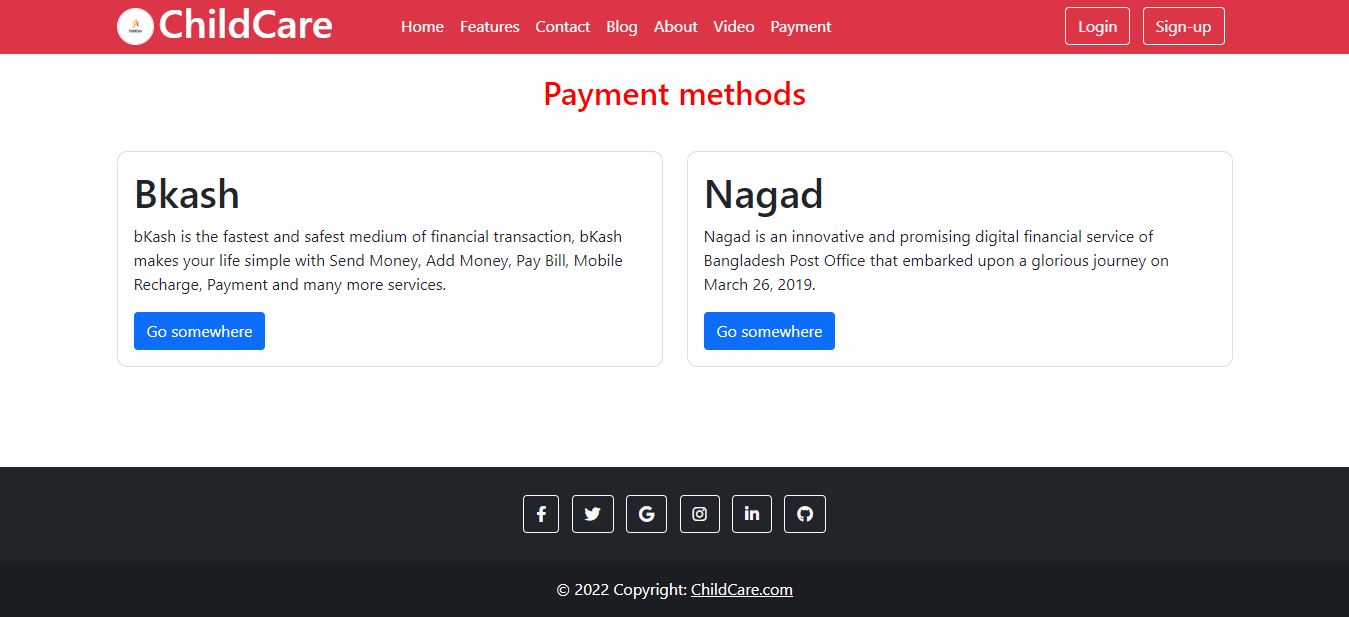 ChildCare
Home Features Contact Blog About Video Payment
Login Sign-up
Payment methods
Bkash
bKash is the fastest and safest medium of financial transaction, bKash
makes your life simple with Send Money, Add Money, Pay Bill, Mobile
Recharge, Payment and many more services.
Go somewhere
Nagad
Nagad is an innovative and promising digital financial service of
Bangladesh Post Office that embarked upon a glorious journey on
March 26, 2019.
Go somewhere
© 2022 Copyright: ChildCare.com